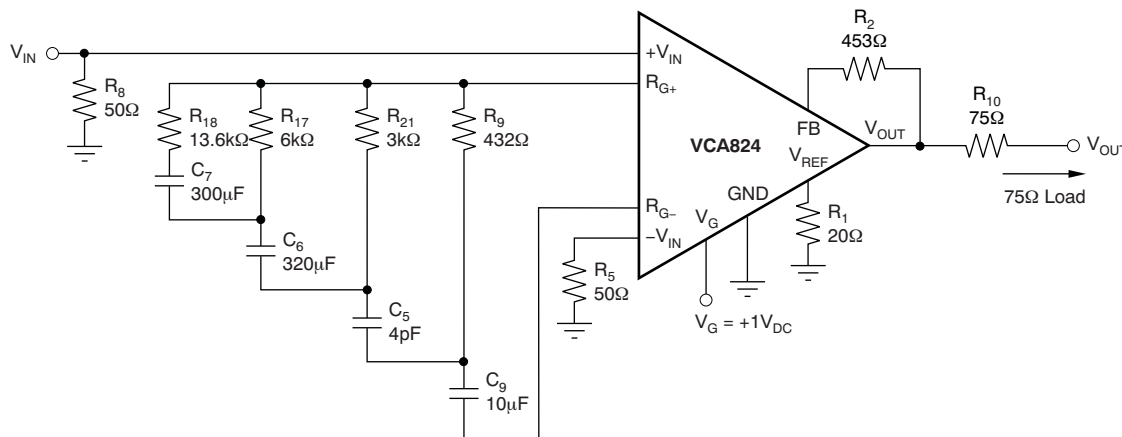 V_IN
R_8
50Ω
R_18
13.6kΩ
C_7
300μF
R_17
6kΩ
C_6
320μF
R_21
3kΩ
C_5
4pF
R_9
432Ω
C_9
10μF
+V_IN
R_G+
R_G−
−V_IN
R_5
50Ω
VCA824
FB
V_OUT
V_REF
GND
V_G
V_G = +1V_DC
R_1
20Ω
R_2
453Ω
R_10
75Ω
V_OUT
75Ω Load